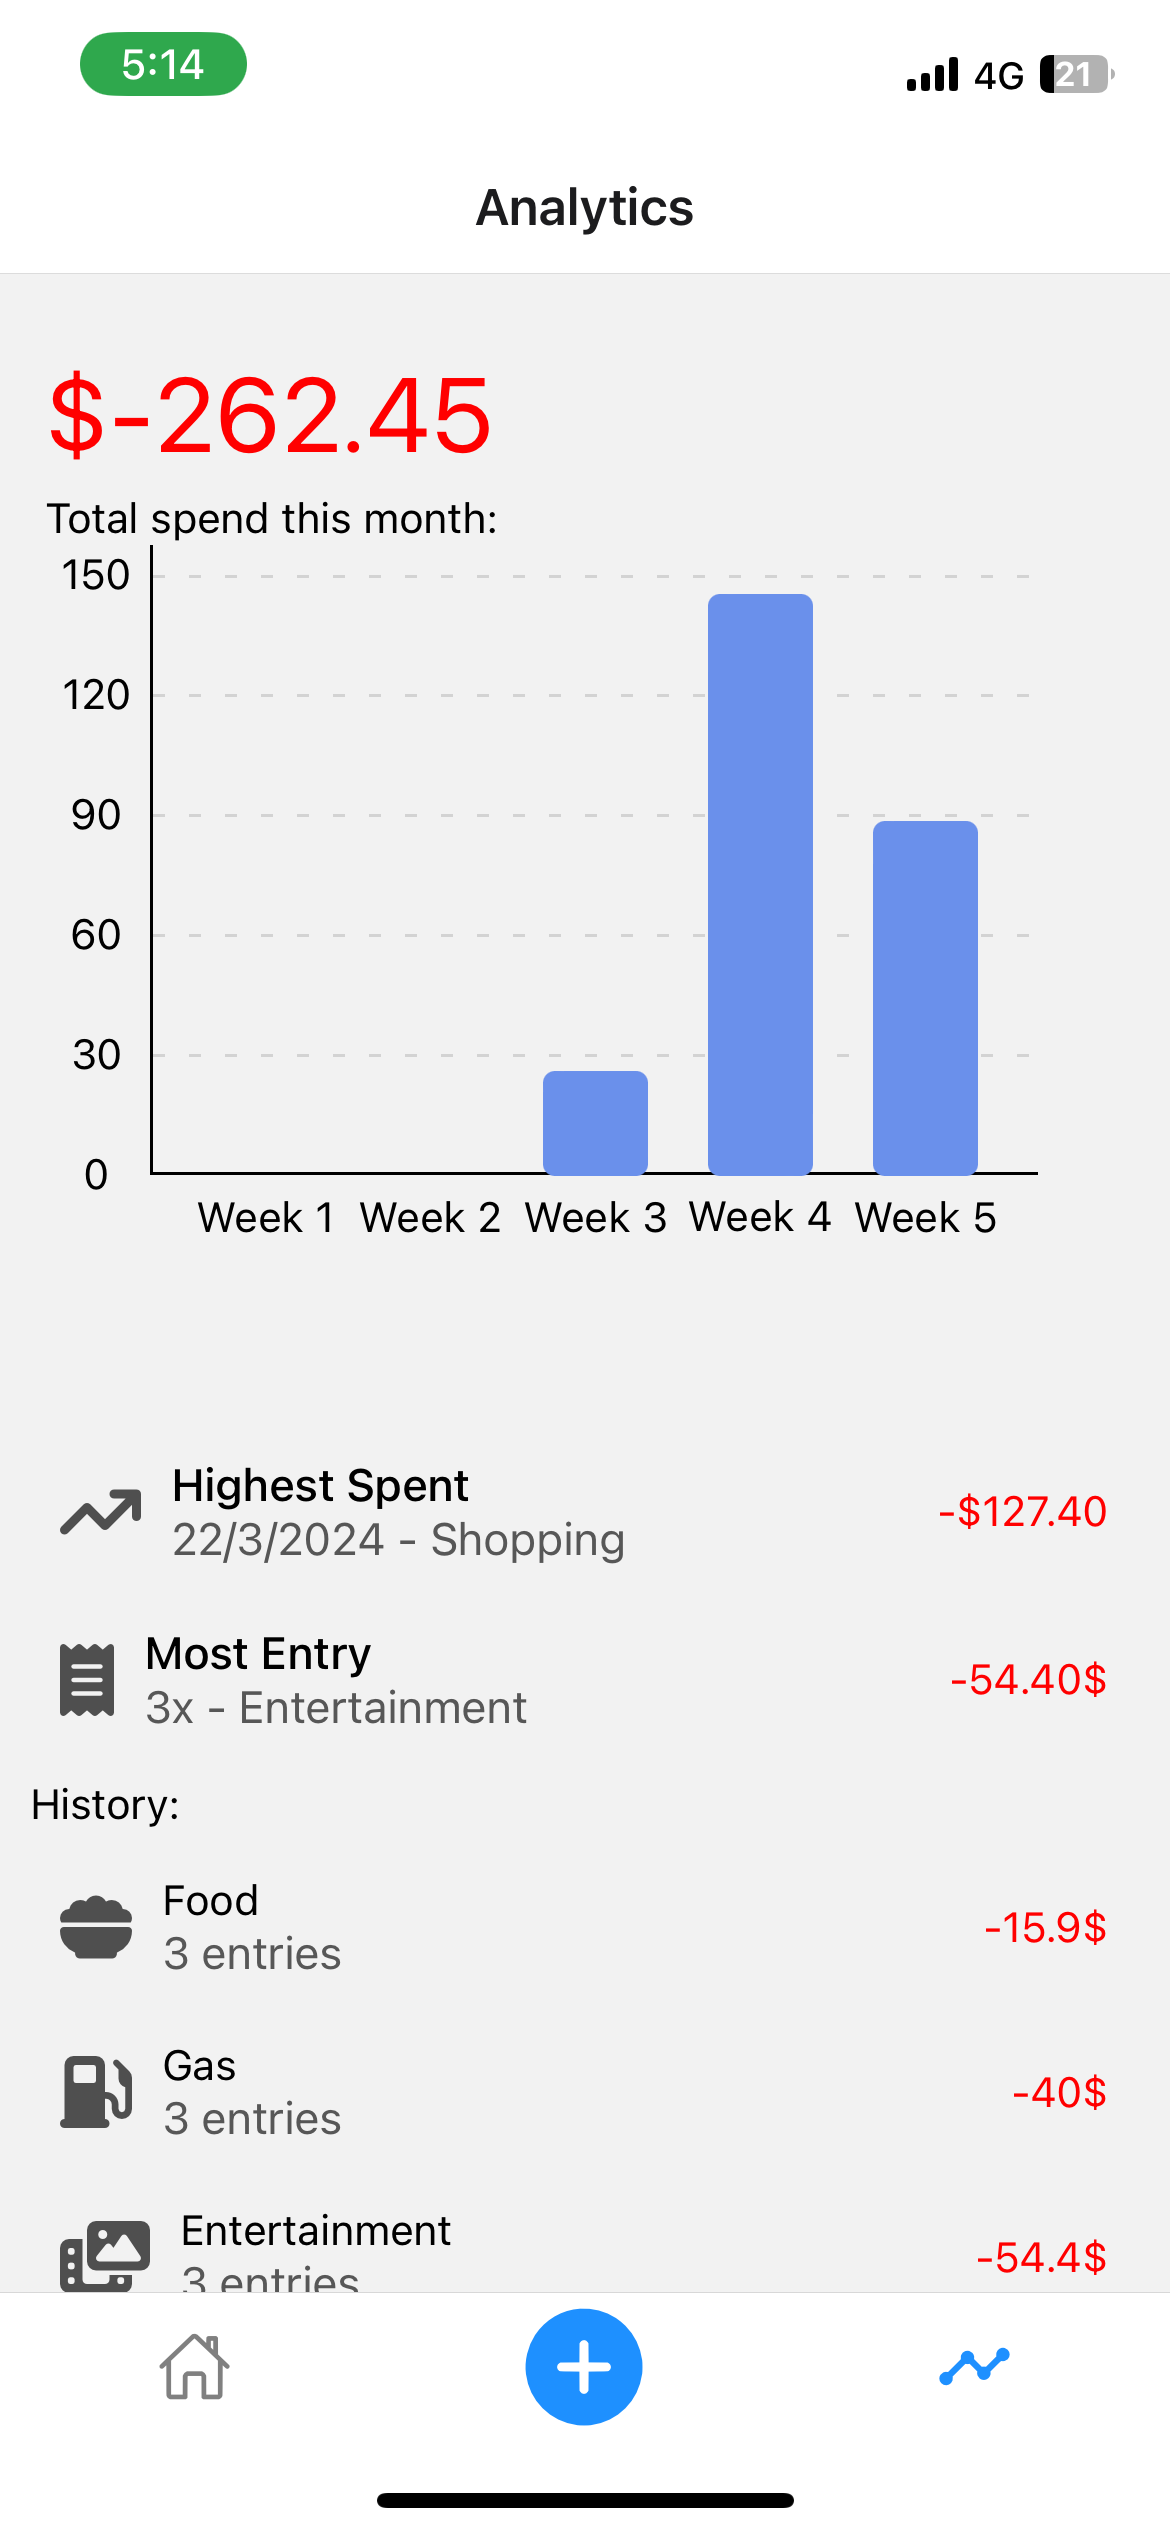 5:14
4G 21
Analytics
$-262.45
Total spend this month:
150
120
90
60
30
0
Week 1 Week 2 Week 3 Week 4 Week 5
Highest Spent
22/3/2024 - Shopping
-$127.40
Most Entry
3x - Entertainment
-54.40$
History:
Food
3 entries
-15.9$
Gas
3 entries
-40$
Entertainment
3 entries
-54.4$